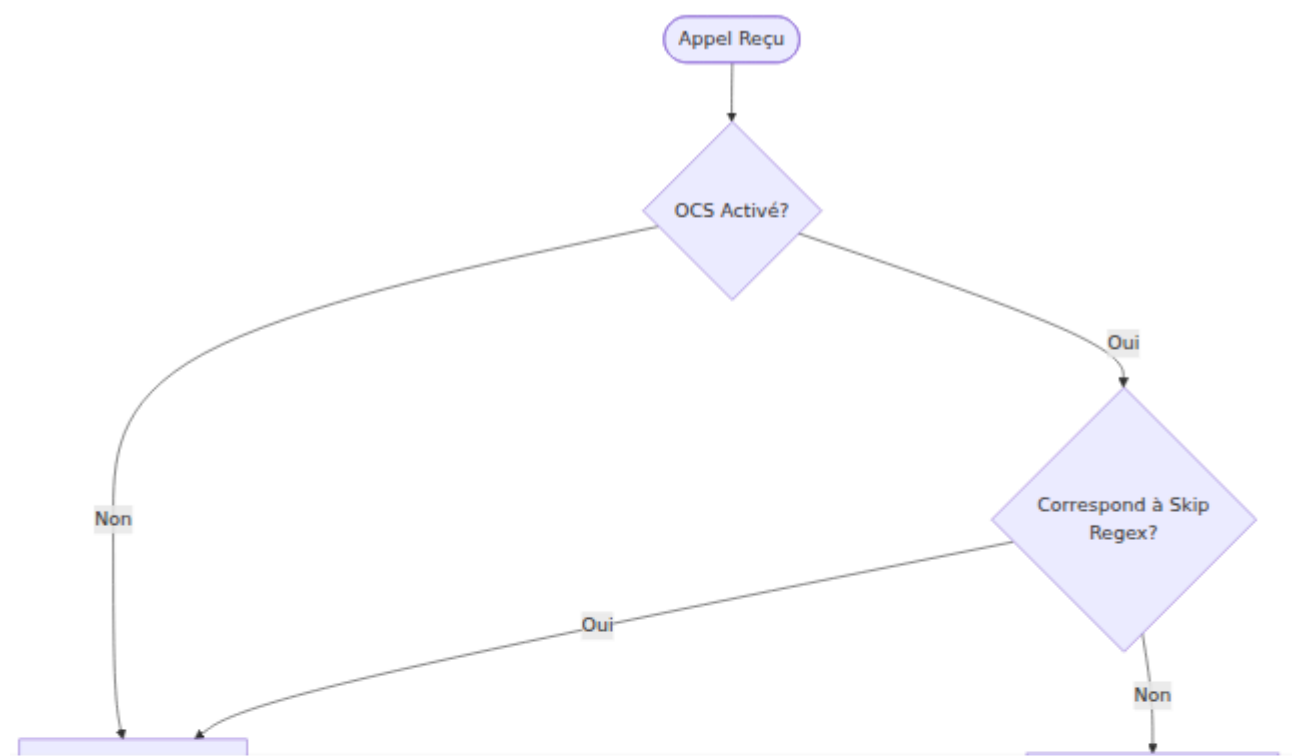 Appel Reçu
OCS Activé?
Oui
Correspond à Skip
Regex?
Non
Oui
Non